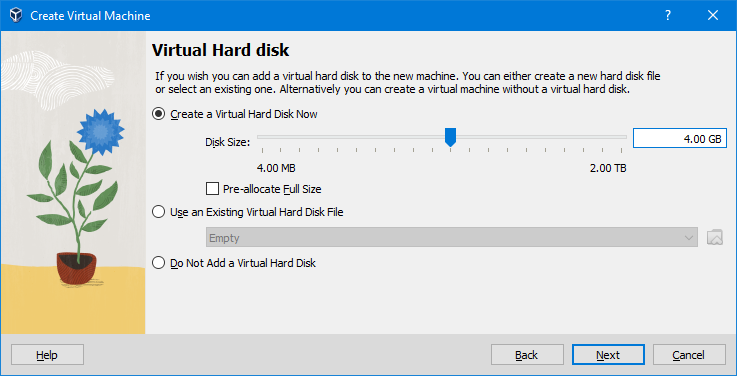 Create Virtual Machine
Virtual Hard disk
If you wish you can add a virtual hard disk to the new machine. You can either create a new hard disk file
or select an existing one. Alternatively you can create a virtual machine without a virtual hard disk.
Create a Virtual Hard Disk Now
Disk Size:
4.00 GB
4.00 MB
2.00 TB
Pre-allocate Full Size
Use an Existing Virtual Hard Disk File
Empty
Do Not Add a Virtual Hard Disk
Help
Back
Next
Cancel